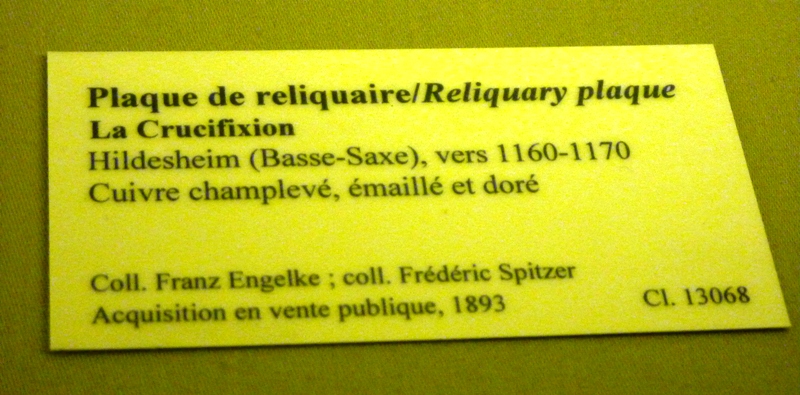 Plaque de reliquaire/Reliquary plaque
La Crucifixion
Hildesheim (Basse-Saxe), vers 1160-1170
Cuivre champlevé, émaillé et doré
Coll. Franz Engelke ; coll. Frédéric Spitzer
Acquisition en vente publique, 1893
Cl. 13068